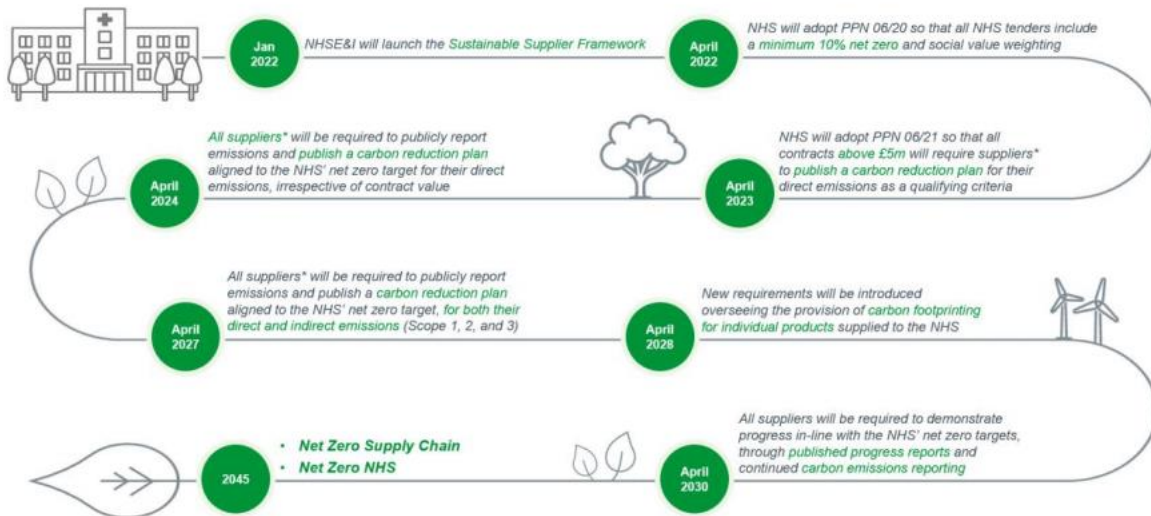 Jan
2022
NHSE&I will launch the Sustainable Supplier Framework
April
2022
NHS will adopt PPN 06/20 so that all NHS tenders include
a minimum 10% net zero and social value weighting
April
2023
NHS will adopt PPN 06/21 so that all
contracts above £5m will require suppliers*
to publish a carbon reduction plan for their
direct emissions as a qualifying criteria
April
2024
All suppliers* will be required to publicly report
emissions and publish a carbon reduction plan
aligned to the NHS' net zero target for their direct
emissions, irrespective of contract value
April
2027
All suppliers* will be required to publicly report
emissions and publish a carbon reduction plan
aligned to the NHS' net zero target, for both their
direct and indirect emissions (Scope 1, 2, and 3)
April
2028
New requirements will be introduced
overseeing the provision of carbon footprinting
for individual products supplied to the NHS
April
2030
All suppliers will be required to demonstrate
progress in-line with the NHS' net zero targets,
through published progress reports and
continued carbon emissions reporting
2045
• Net Zero Supply Chain
• Net Zero NHS